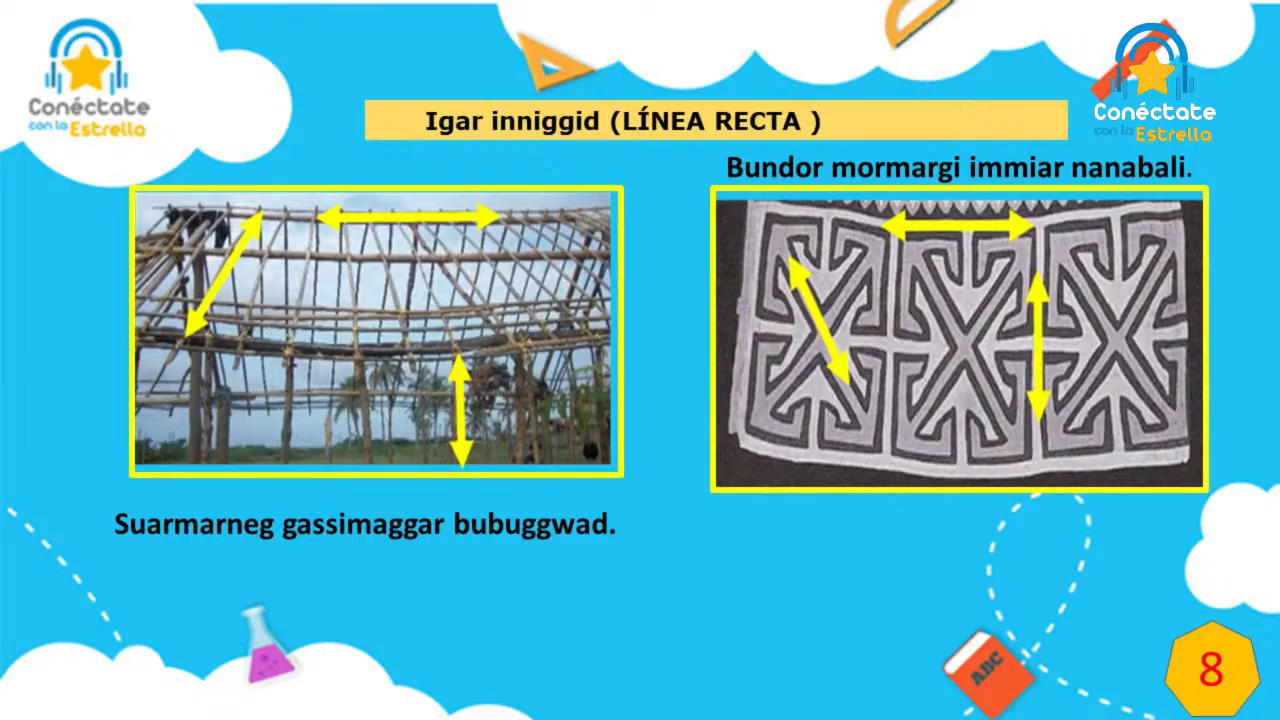 Conéctate
con la
Estrella
Conéctate
con la
Estrella
Igar inniggid (LÍNEA RECTA )
Bundor mormargi immiar nanabali.
Suarmarneg gassimaggar bubuggwad.
ABC
8